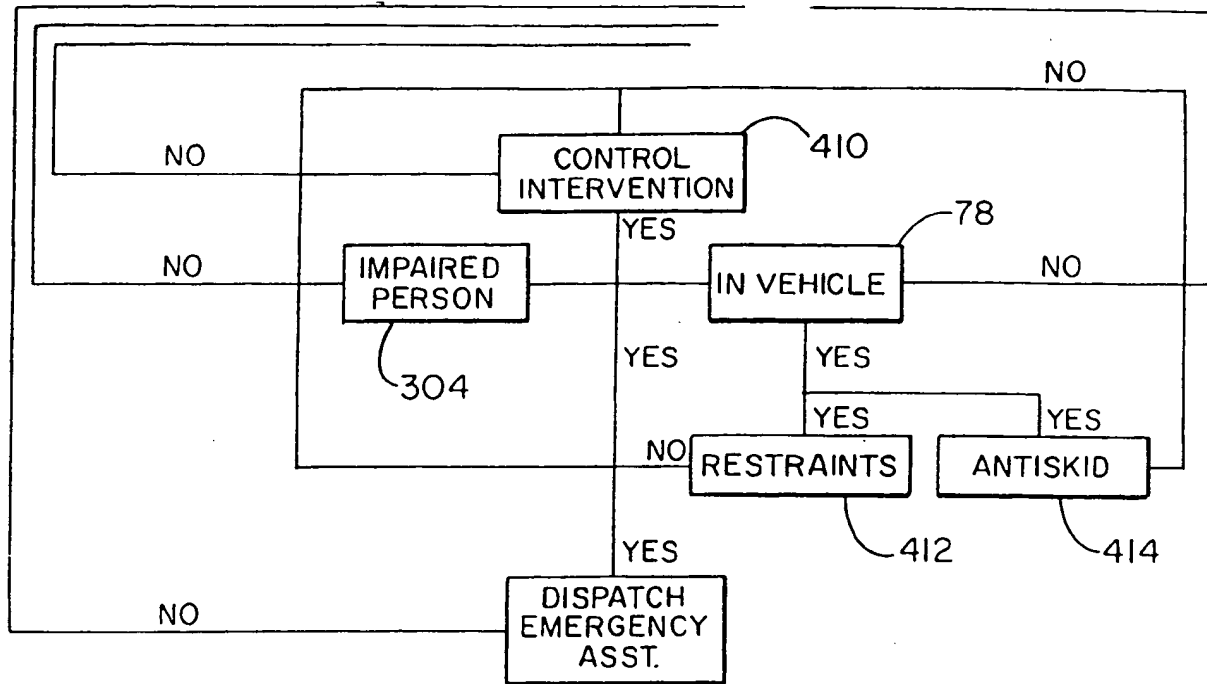 NO
CONTROL
INTERVENTION
410
NO
YES
78
NO
IMPAIRED
PERSON
IN VEHICLE
NO
304
YES
YES
YES
YES
NO
RESTRAINTS
ANTISKID
412
414
YES
NO
DISPATCH
EMERGENCY
ASST.